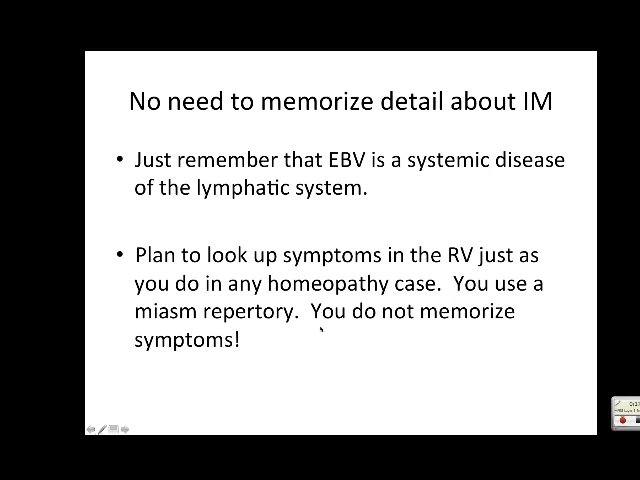 No need to memorize detail about IM
• Just remember that EBV is a systemic disease
of the lymphatic system.
• Plan to look up symptoms in the RV just as
you do in any homeopathy case.  You use a
miasm repertory.  You do not memorize
symptoms!